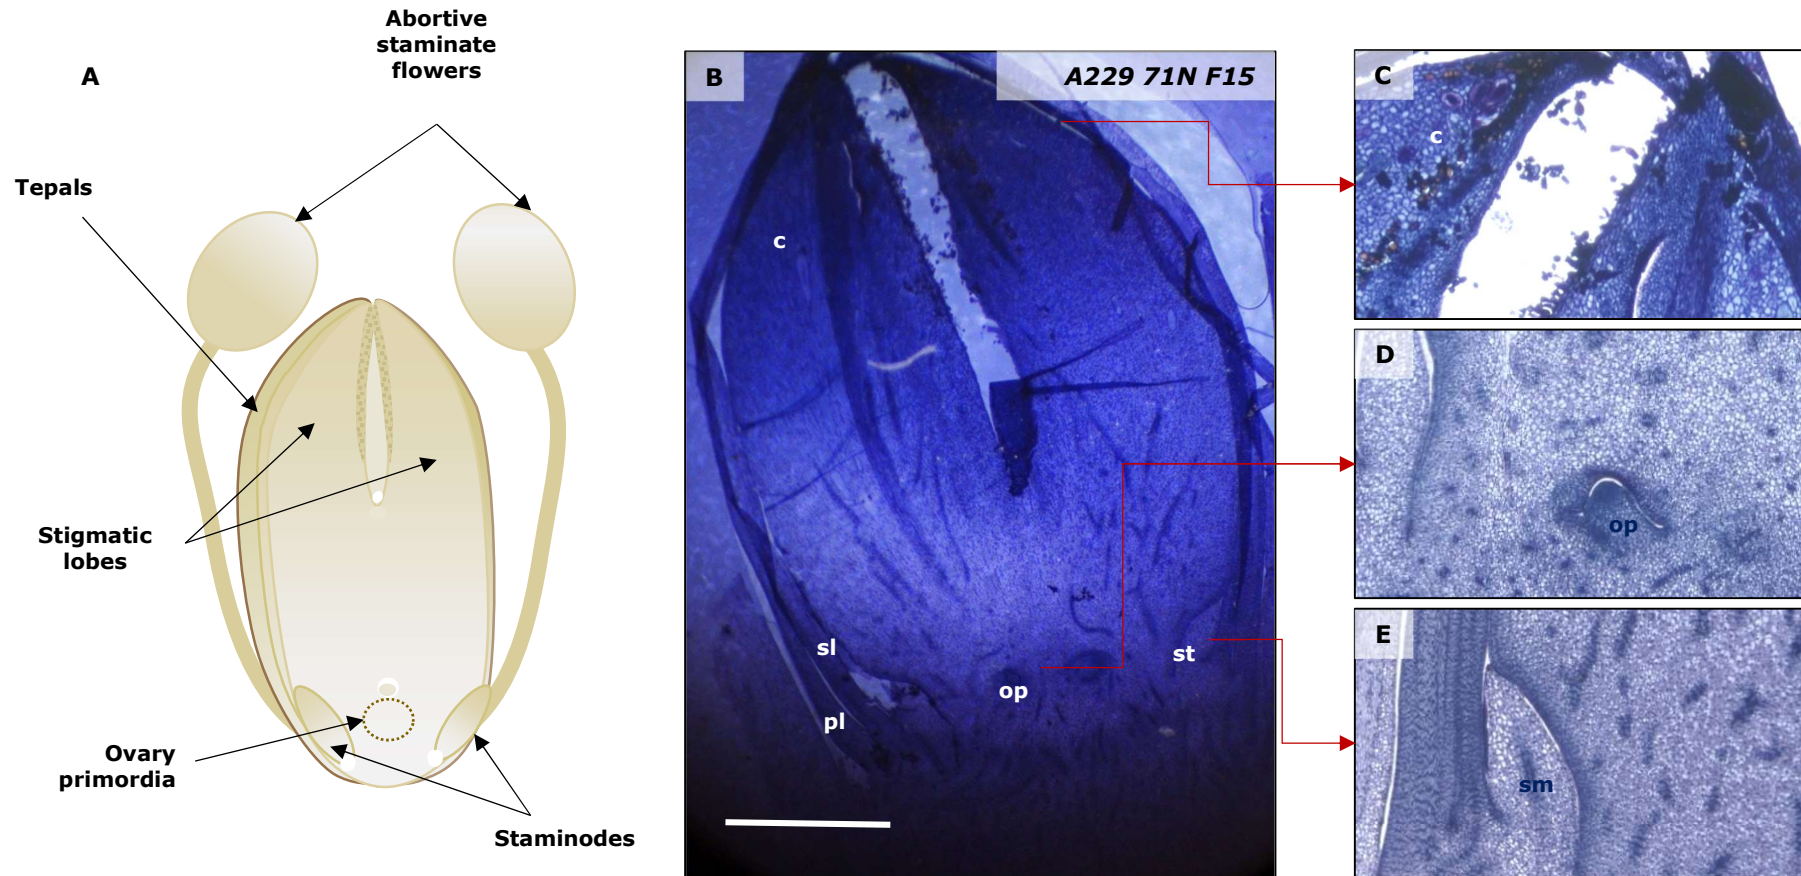 A
Abortive
staminate
flowers
Tepals
Stigmatic
lobes
Ovary
primordia
Staminodes
B
A229 71N F15
c
sl
pl
op
st
C
c
D
op
E
sm